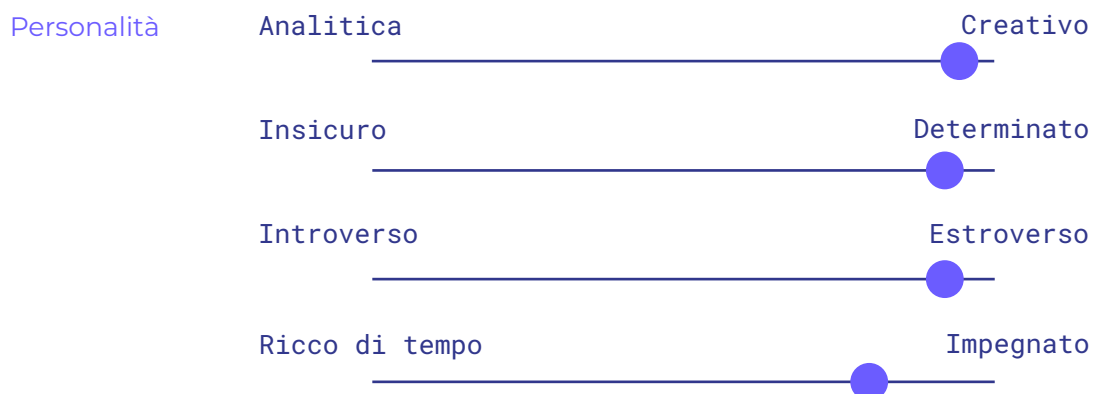 Personalità
Analitica Creativo
Insicuro Determinato
Introverso Estroverso
Ricco di tempo Impegnato